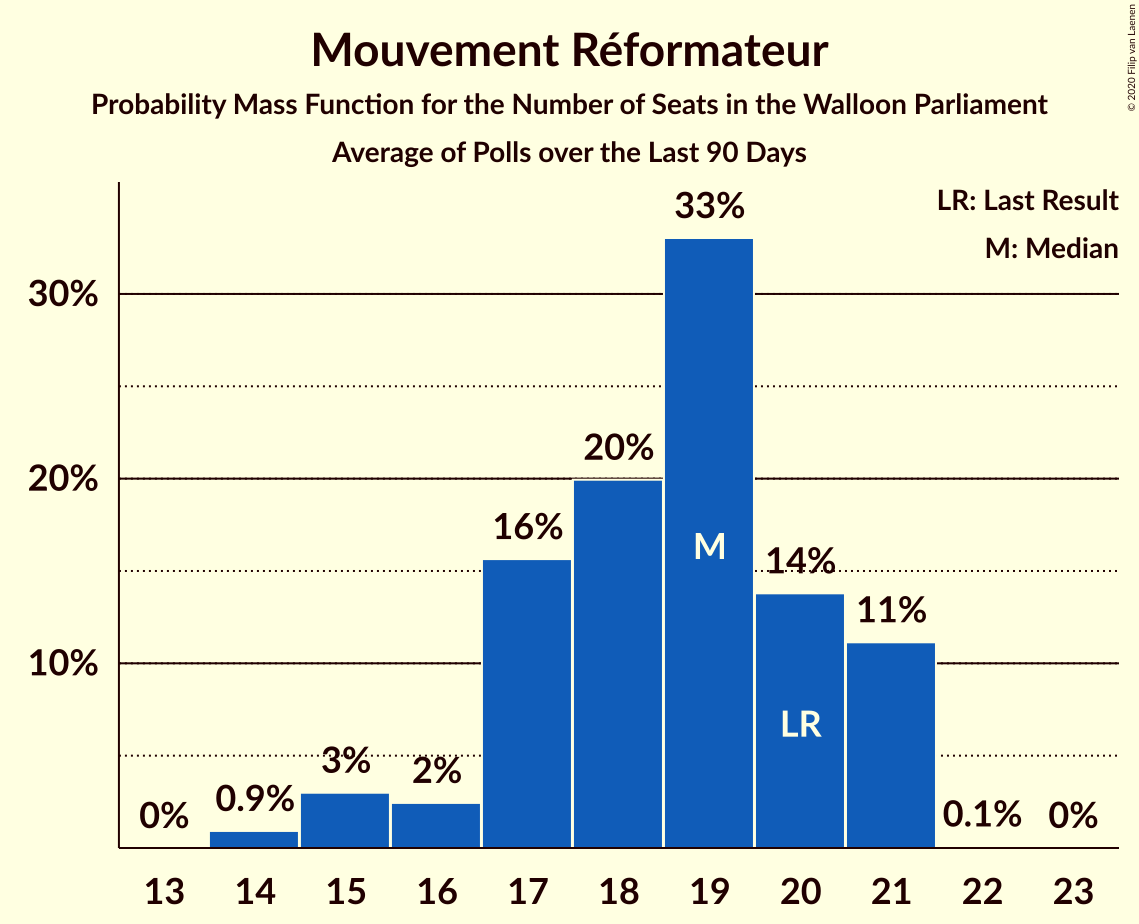 Mouvement Réformateur
Probability Mass Function for the Number of Seats in the Walloon Parliament
Average of Polls over the Last 90 Days
© 2020 Filip van Laenen
LR: Last Result
M: Median
30%
20%
10%
0%
0.9%
3%
2%
16%
20%
33%
14%
11%
0.1%
0%
M
LR
13 14 15 16 17 18 19 20 21 22 23